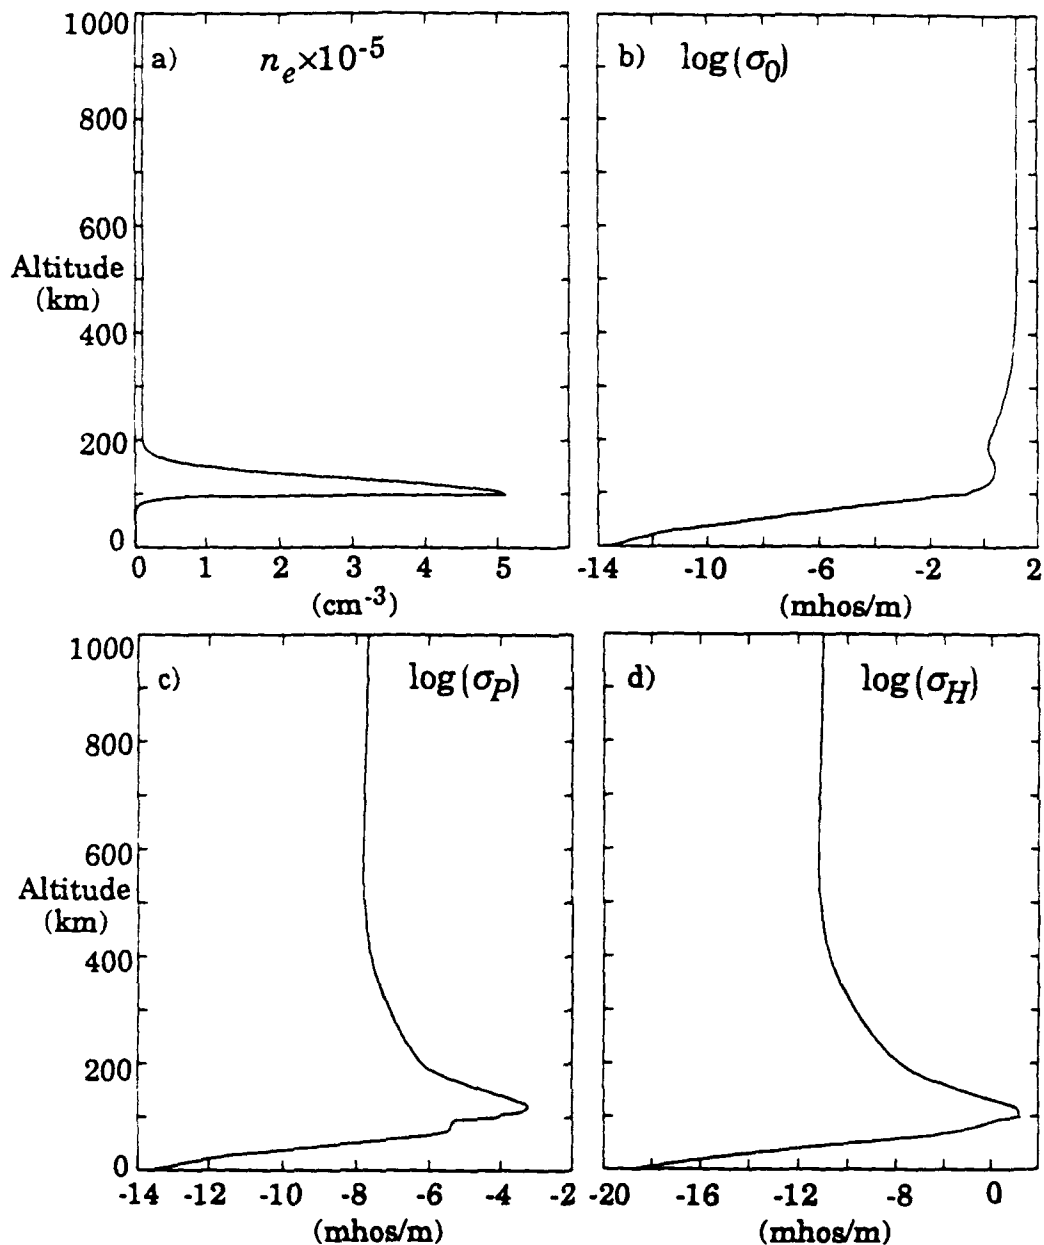 1000
800
600
Altitude
(km)
400
200
0
a) n_e×10^-5
0 1 2 3 4 5
(cm^-3)
b) log(σ_0)
-14 -10 -6 -2 2
(mhos/m)
1000
800
600
Altitude
(km)
400
200
0
c) log(σ_P)
-14 -12 -10 -8 -6 -4 -2
(mhos/m)
d) log(σ_H)
-20 -16 -12 -8 0
(mhos/m)